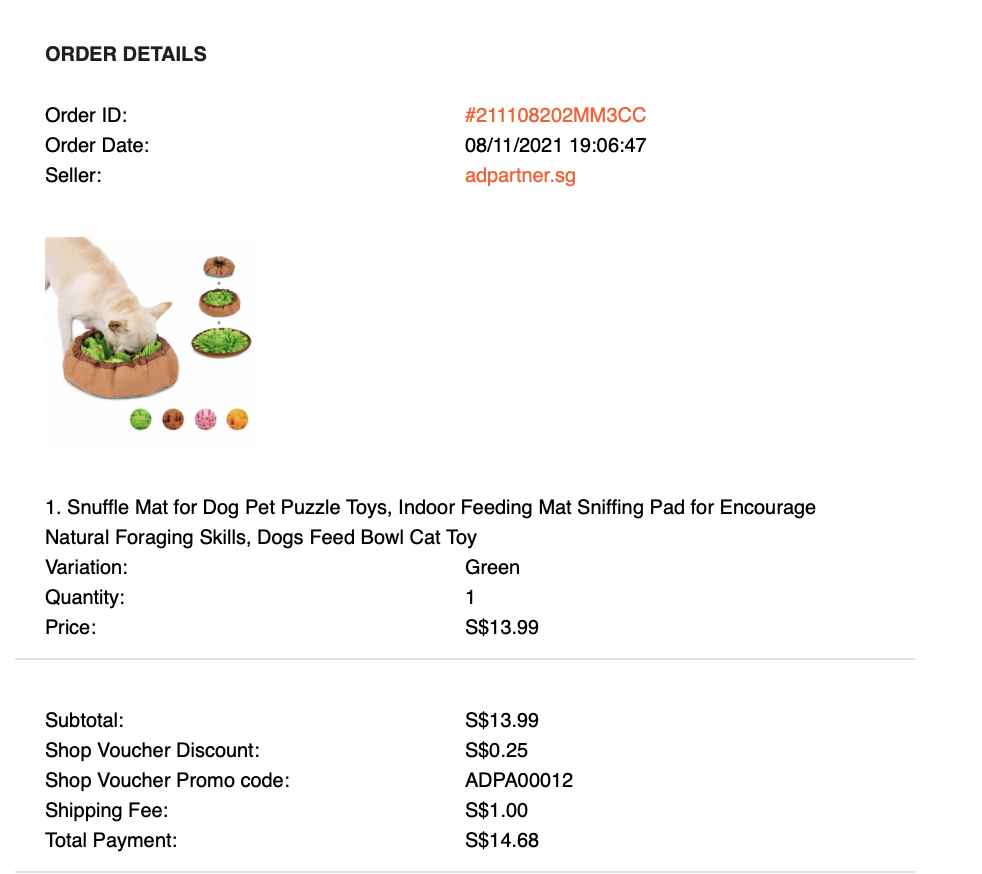 ORDER DETAILS
Order ID: #211108202MM3CC
Order Date: 08/11/2021 19:06:47
Seller: adpartner.sg
1. Snuffle Mat for Dog Pet Puzzle Toys, Indoor Feeding Mat Sniffing Pad for Encourage
Natural Foraging Skills, Dogs Feed Bowl Cat Toy
Variation: Green
Quantity: 1
Price: S$13.99
Subtotal: S$13.99
Shop Voucher Discount: S$0.25
Shop Voucher Promo code: ADPA00012
Shipping Fee: S$1.00
Total Payment: S$14.68